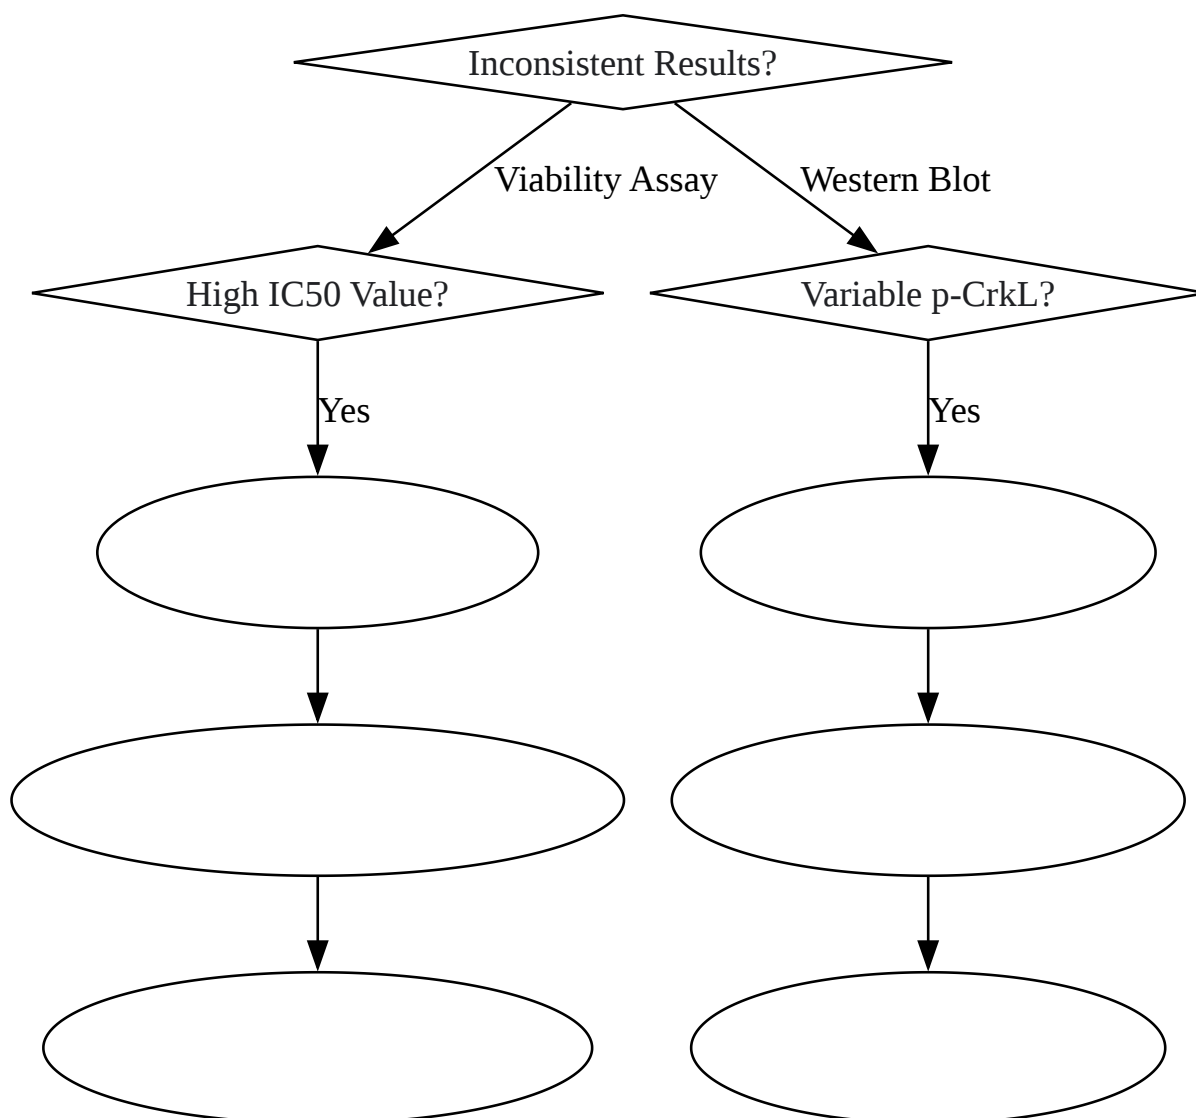 Inconsistent Results?
Viability Assay
Western Blot
High IC50 Value?
Variable p-CrkL?
Yes
Yes